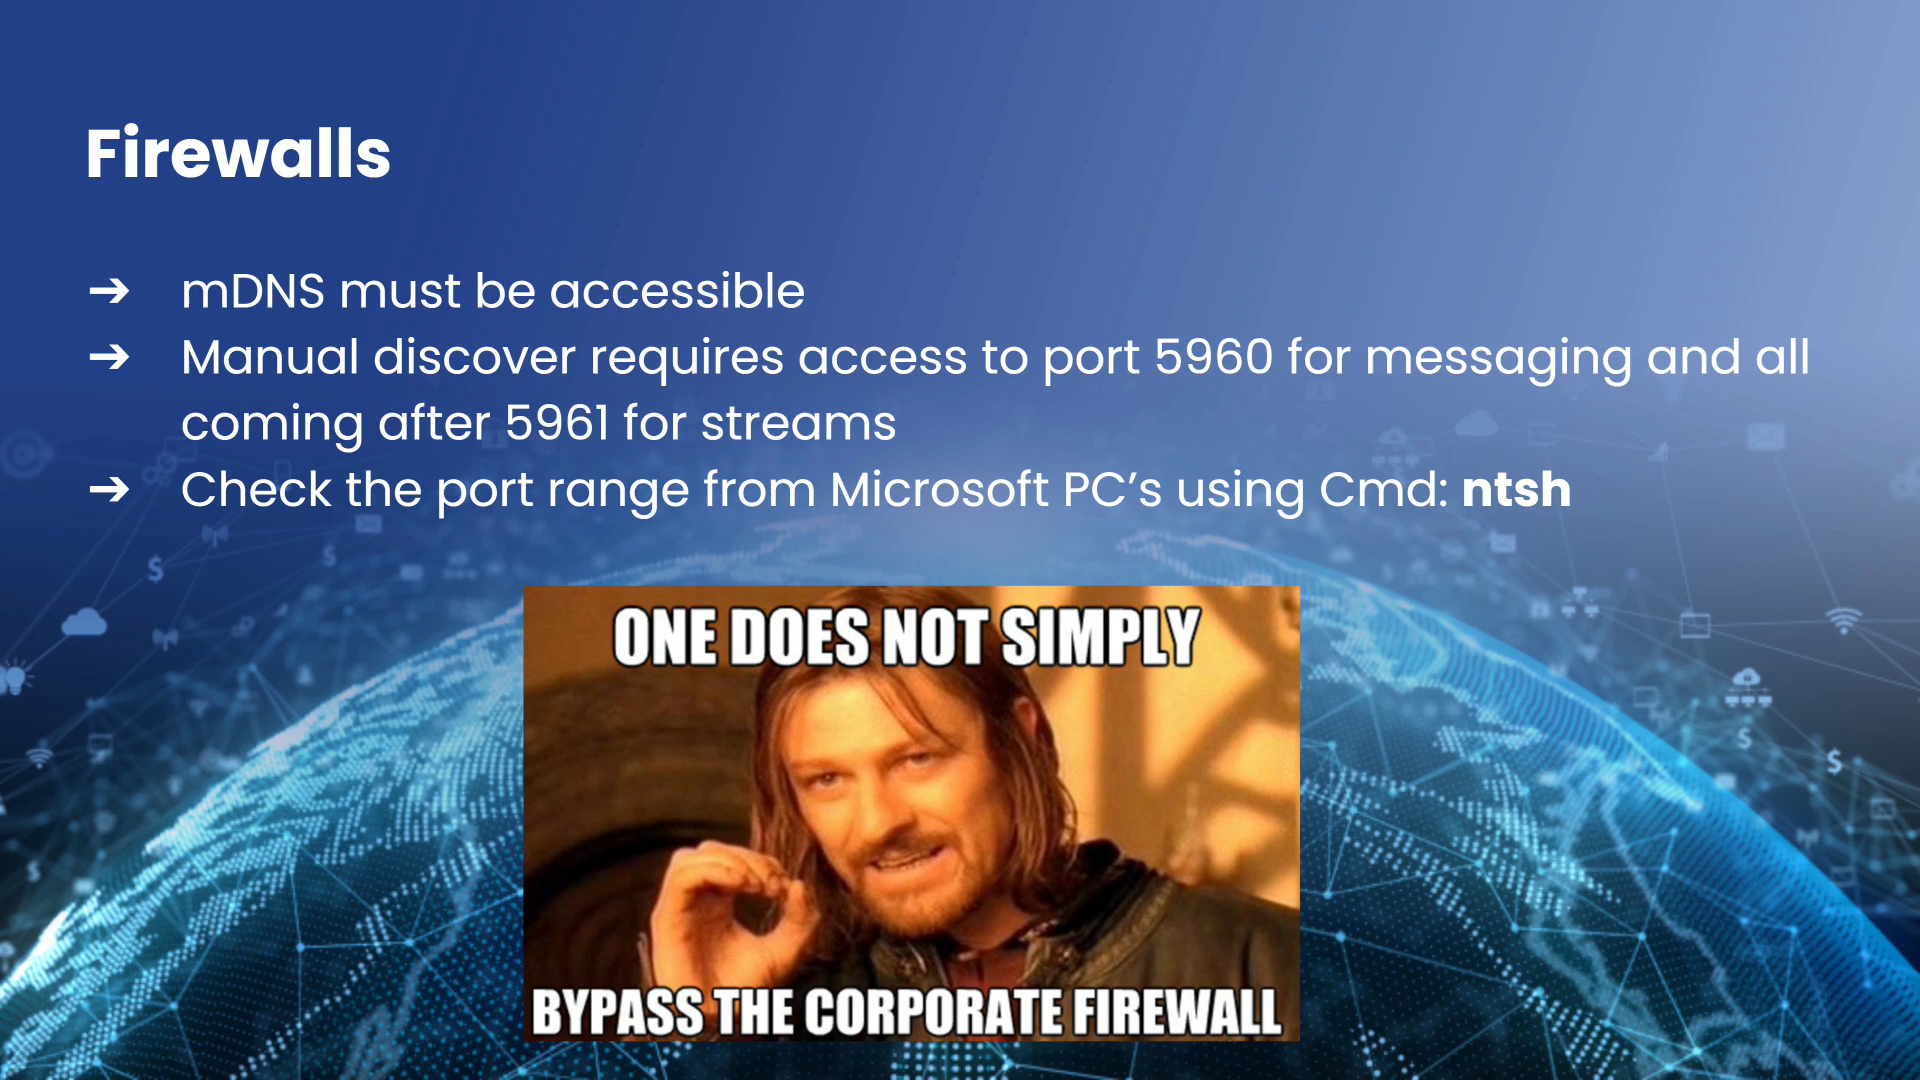 Firewalls
➔ mDNS must be accessible
➔ Manual discover requires access to port 5960 for messaging and all
coming after 5961 for streams
➔ Check the port range from Microsoft PC’s using Cmd: ntsh
ONE DOES NOT SIMPLY
BYPASS THE CORPORATE FIREWALL